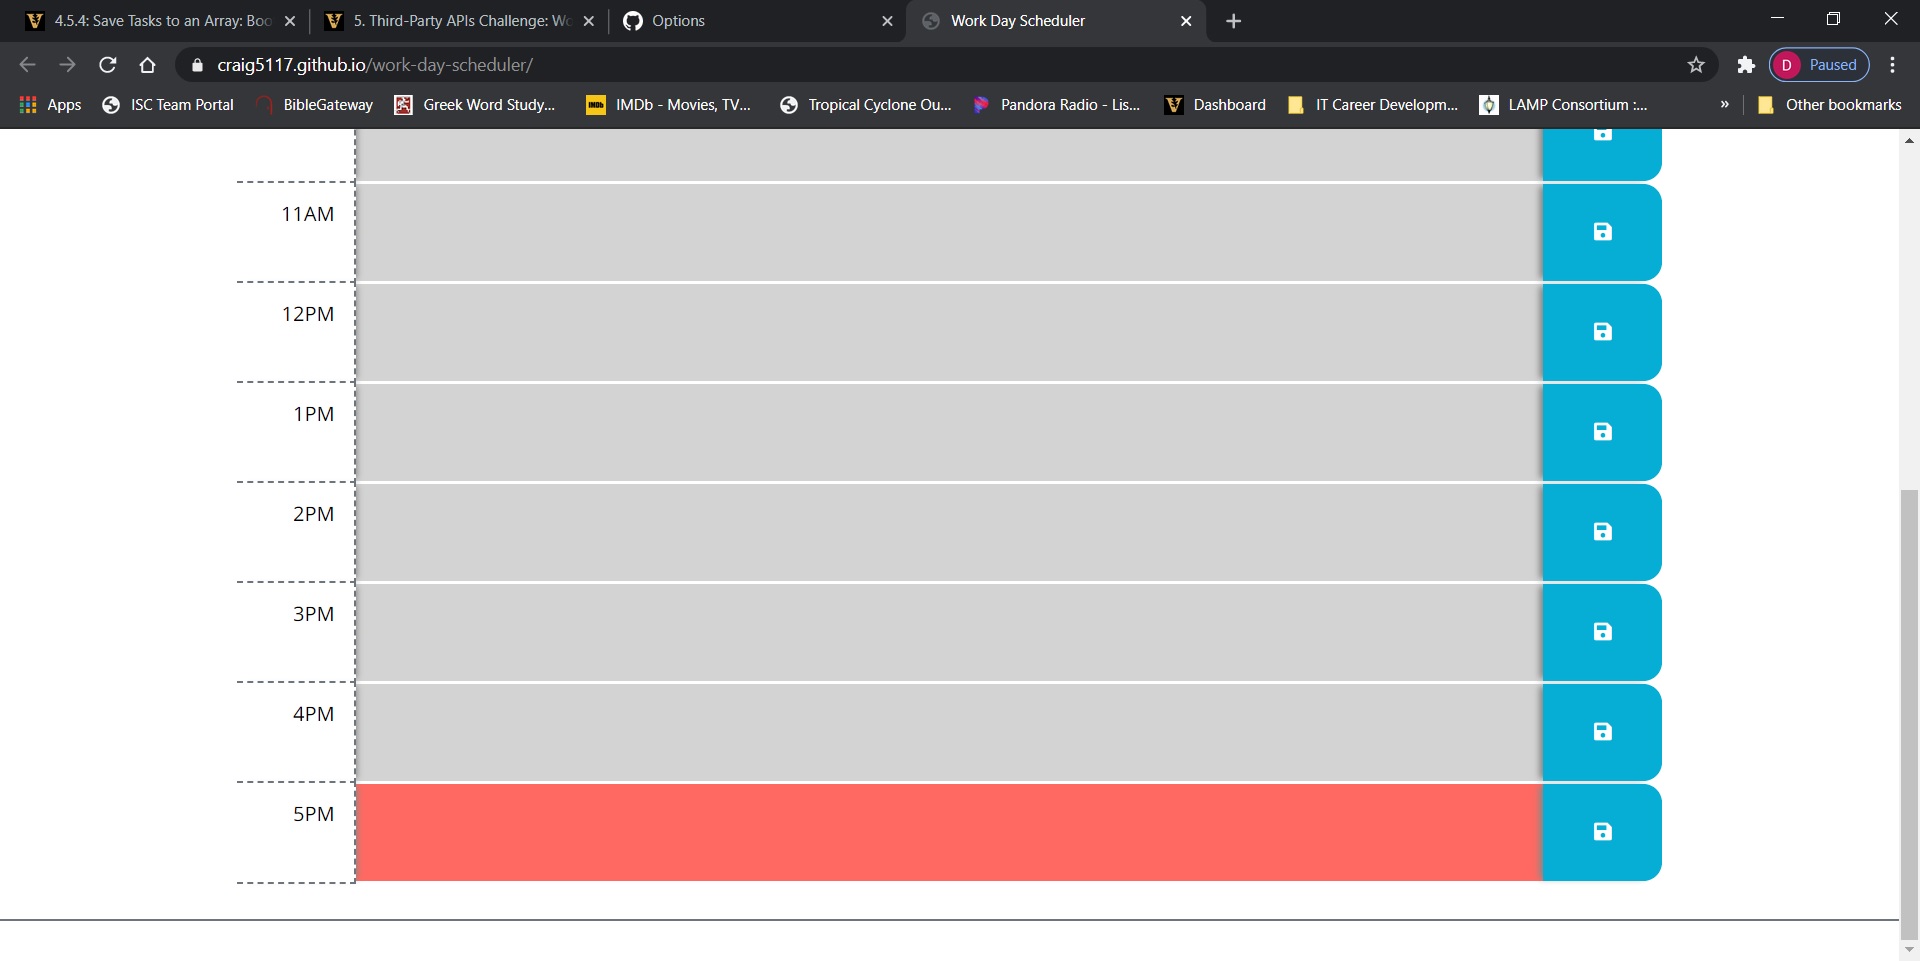 4.5.4: Save Tasks to an Array: Boo
5. Third-Party APIs Challenge: Wo
Options
Work Day Scheduler
craig5117.github.io/work-day-scheduler/
D Paused
Apps
ISC Team Portal
BibleGateway
Greek Word Study...
IMDb IMDb - Movies, TV...
Tropical Cyclone Ou...
Pandora Radio - Lis...
Dashboard
IT Career Developm...
LAMP Consortium :...
»
Other bookmarks
11AM
12PM
1PM
2PM
3PM
4PM
5PM